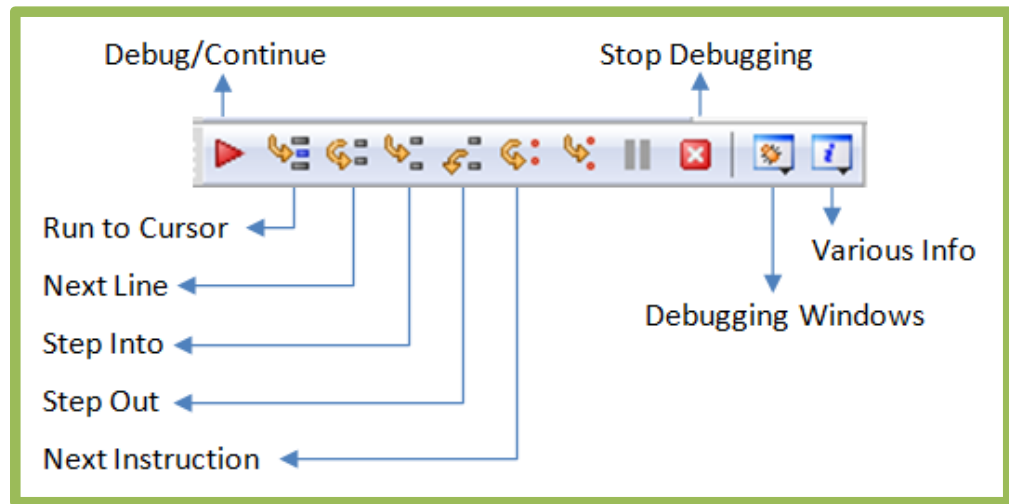 Debug/Continue
Stop Debugging
Run to Cursor
Various Info
Next Line
Debugging Windows
Step Into
Step Out
Next Instruction